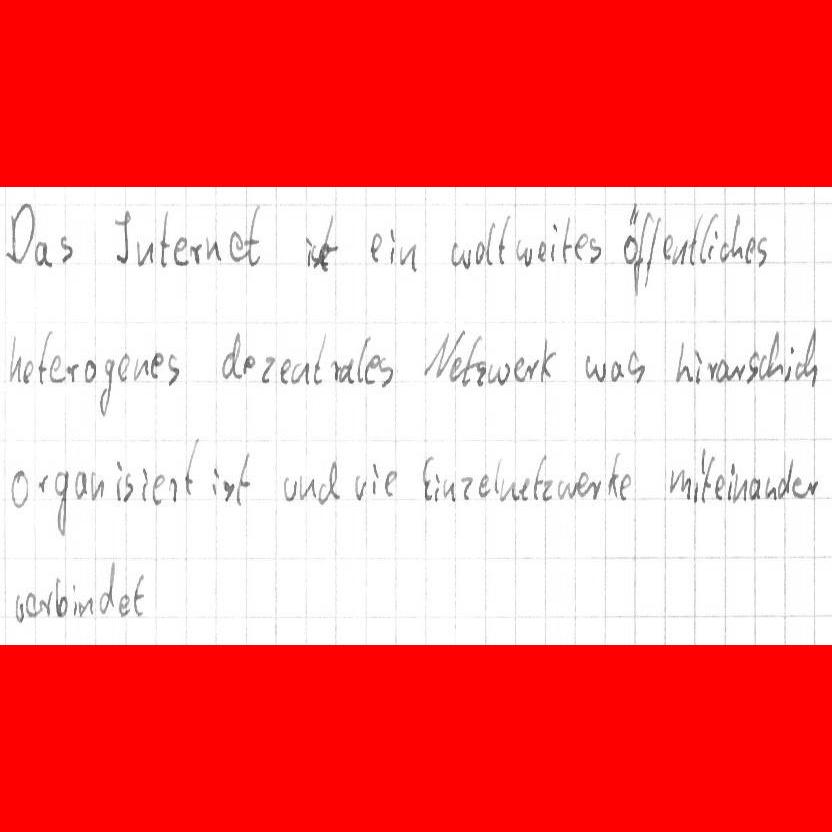 Das Internet ist ein weltweites öffentliches
heterogenes dezentrales Netzwerk was hirarschich
organisiert ist und vie Einzelnetzwerke miteinander
verbindet